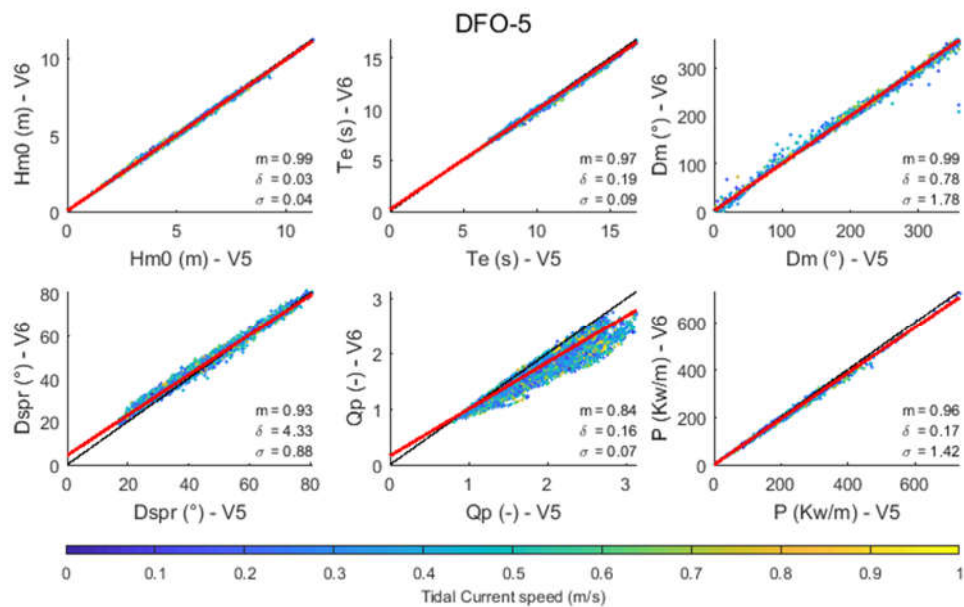 DFO-5
Hm0 (m) - V6
10
5
0
0
5
10
m = 0.99
δ = 0.03
σ = 0.04
Hm0 (m) - V5
Te (s) - V6
15
10
5
0
0
5
10
15
m = 0.97
δ = 0.19
σ = 0.09
Te (s) - V5
Dm (°) - V6
300
200
100
0
0
100
200
300
m = 0.99
δ = 0.78
σ = 1.78
Dm (°) - V5
Dspr (°) - V6
80
60
40
20
0
0
20
40
60
80
m = 0.93
δ = 4.33
σ = 0.88
Dspr (°) - V5
Qp (-) - V6
3
2
1
0
0
1
2
3
m = 0.84
δ = 0.16
σ = 0.07
Qp (-) - V5
P (Kw/m) - V6
600
400
200
0
0
200
400
600
m = 0.96
δ = 0.17
σ = 1.42
P (Kw/m) - V5
0 0.1 0.2 0.3 0.4 0.5 0.6 0.7 0.8 0.9 1
Tidal Current speed (m/s)